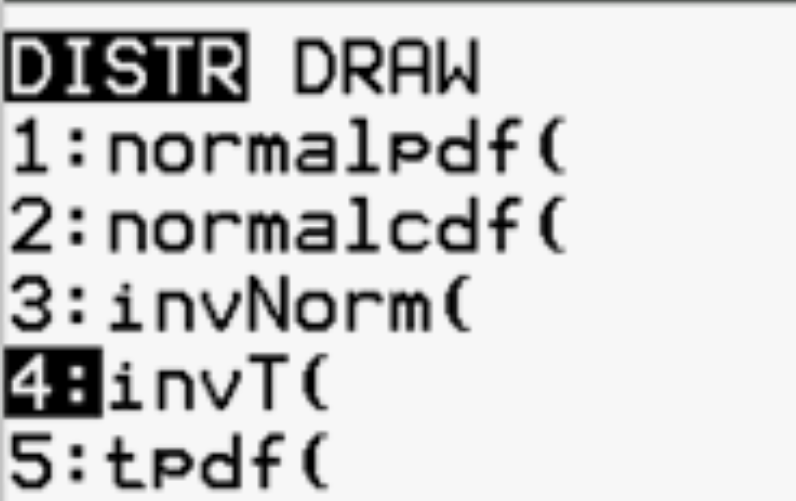 DISTR DRAW
1:normalpdf(
2:normalcdf(
3:invNorm(
4:invT(
5:tpdf(